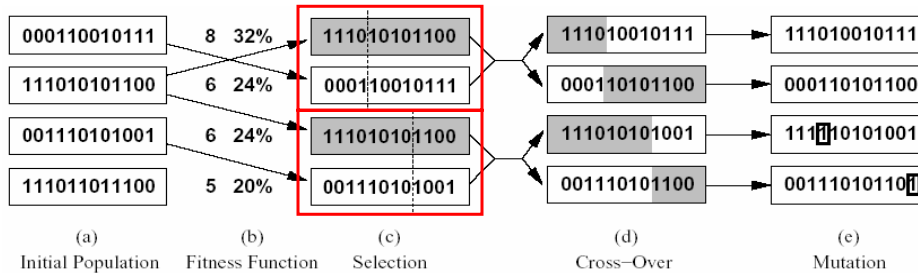 000110010111 8 32% 111010101100 111010010111 111010010111
111010101100 6 24% 000110010111 000110101100 000110101100
001110101001 6 24% 111010101100 111010101001 111110101001
111011011100 5 20% 001110101001 001110101100 001110101101
(a) (b) (c) (d) (e)
Initial Population Fitness Function Selection Cross−Over Mutation